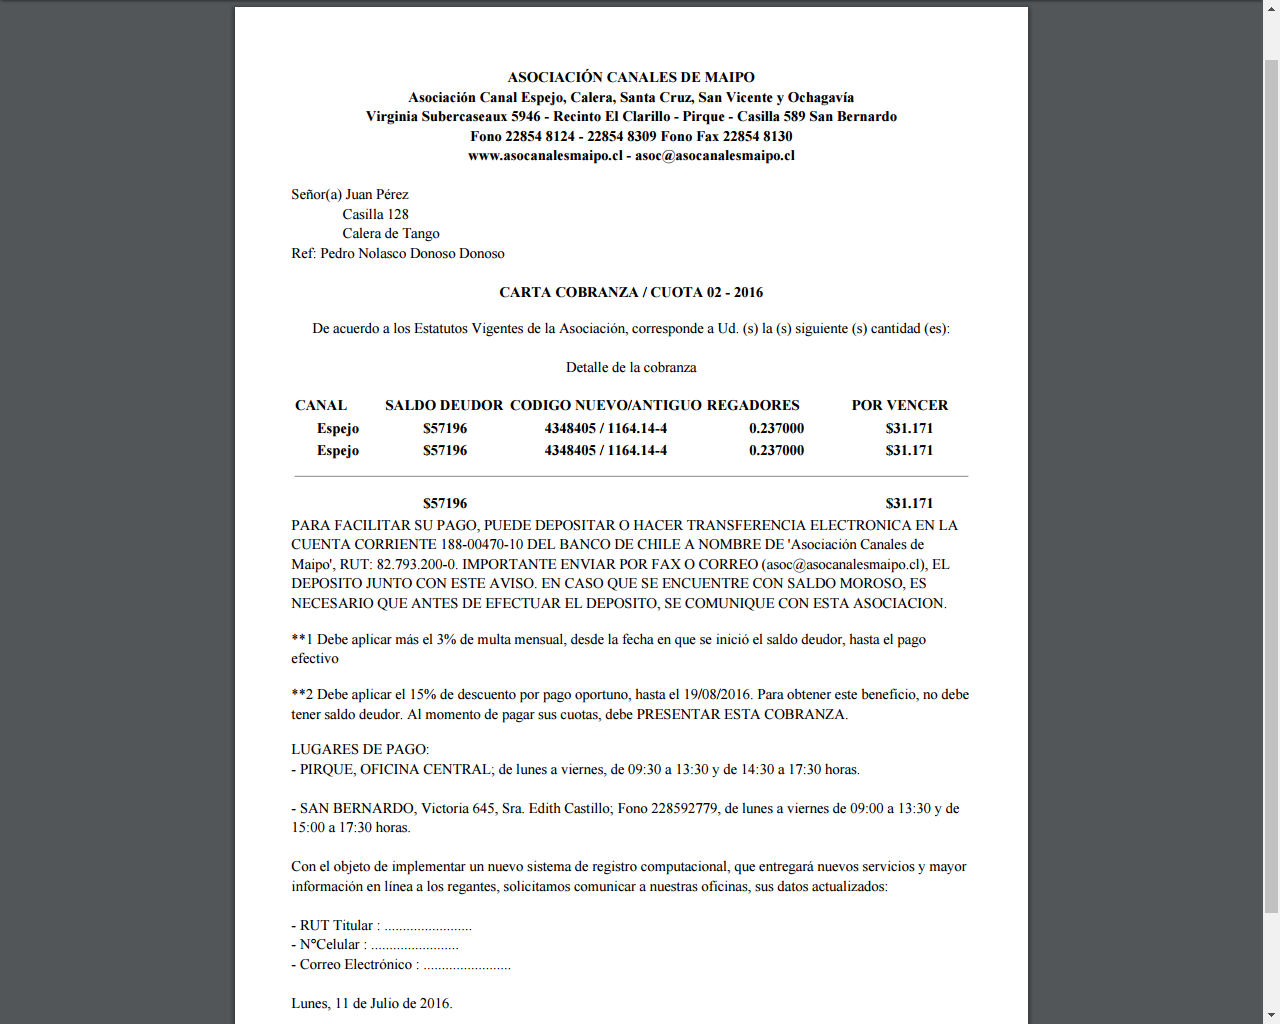 ASOCIACIÓN CANALES DE MAIPO
Asociación Canal Espejo, Calera, Santa Cruz, San Vicente y Ochagavía
Virginia Subercaseaux 5946 - Recinto El Clarillo - Pirque - Casilla 589 San Bernardo
Fono 22854 8124 - 22854 8309 Fono Fax 22854 8130
www.asocanalesmaipo.cl - asoc@asocanalesmaipo.cl
Señor(a) Juan Pérez
Casilla 128
Calera de Tango
Ref: Pedro Nolasco Donoso Donoso
CARTA COBRANZA / CUOTA 02 - 2016
De acuerdo a los Estatutos Vigentes de la Asociación, corresponde a Ud. (s) la (s) siguiente (s) cantidad (es):
Detalle de la cobranza
CANAL SALDO DEUDOR CODIGO NUEVO/ANTIGUO REGADORES POR VENCER
Espejo $57196 4348405 / 1164.14-4 0.237000 $31.171
Espejo $57196 4348405 / 1164.14-4 0.237000 $31.171
$57196 $31.171
PARA FACILITAR SU PAGO, PUEDE DEPOSITAR O HACER TRANSFERENCIA ELECTRONICA EN LA
CUENTA CORRIENTE 188-00470-10 DEL BANCO DE CHILE A NOMBRE DE 'Asociación Canales de
Maipo', RUT: 82.793.200-0. IMPORTANTE ENVIAR POR FAX O CORREO (asoc@asocanalesmaipo.cl), EL
DEPOSITO JUNTO CON ESTE AVISO. EN CASO QUE SE ENCUENTRE CON SALDO MOROSO, ES
NECESARIO QUE ANTES DE EFECTUAR EL DEPOSITO, SE COMUNIQUE CON ESTA ASOCIACION.
**1 Debe aplicar más el 3% de multa mensual, desde la fecha en que se inició el saldo deudor, hasta el pago
efectivo
**2 Debe aplicar el 15% de descuento por pago oportuno, hasta el 19/08/2016. Para obtener este beneficio, no debe
tener saldo deudor. Al momento de pagar sus cuotas, debe PRESENTAR ESTA COBRANZA.
LUGARES DE PAGO:
- PIRQUE, OFICINA CENTRAL; de lunes a viernes, de 09:30 a 13:30 y de 14:30 a 17:30 horas.
- SAN BERNARDO, Victoria 645, Sra. Edith Castillo; Fono 228592779, de lunes a viernes de 09:00 a 13:30 y de
15:00 a 17:30 horas.
Con el objeto de implementar un nuevo sistema de registro computacional, que entregará nuevos servicios y mayor
información en línea a los regantes, solicitamos comunicar a nuestras oficinas, sus datos actualizados:
- RUT Titular : ........................
- N°Celular : ........................
- Correo Electrónico : ........................
Lunes, 11 de Julio de 2016.